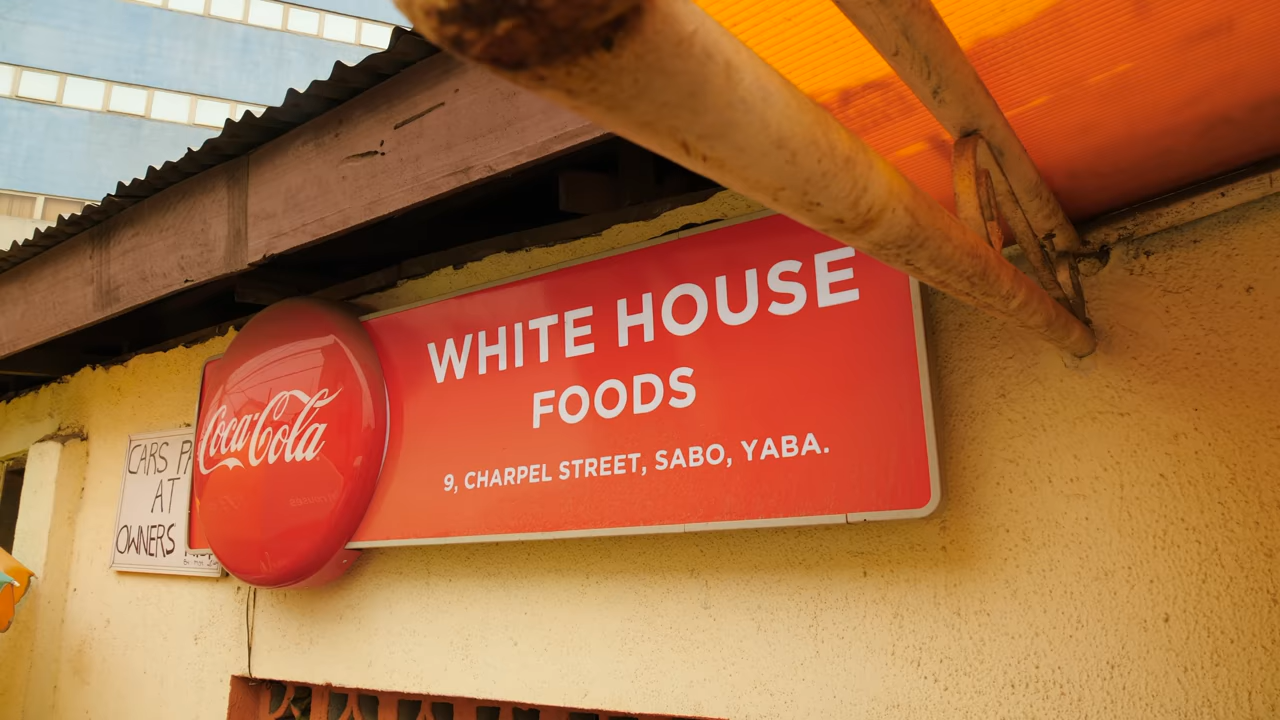 WHITE HOUSE
FOODS
9, CHARPEL STREET, SABO, YABA.
Coca-Cola
CARS
AT
OWNERS